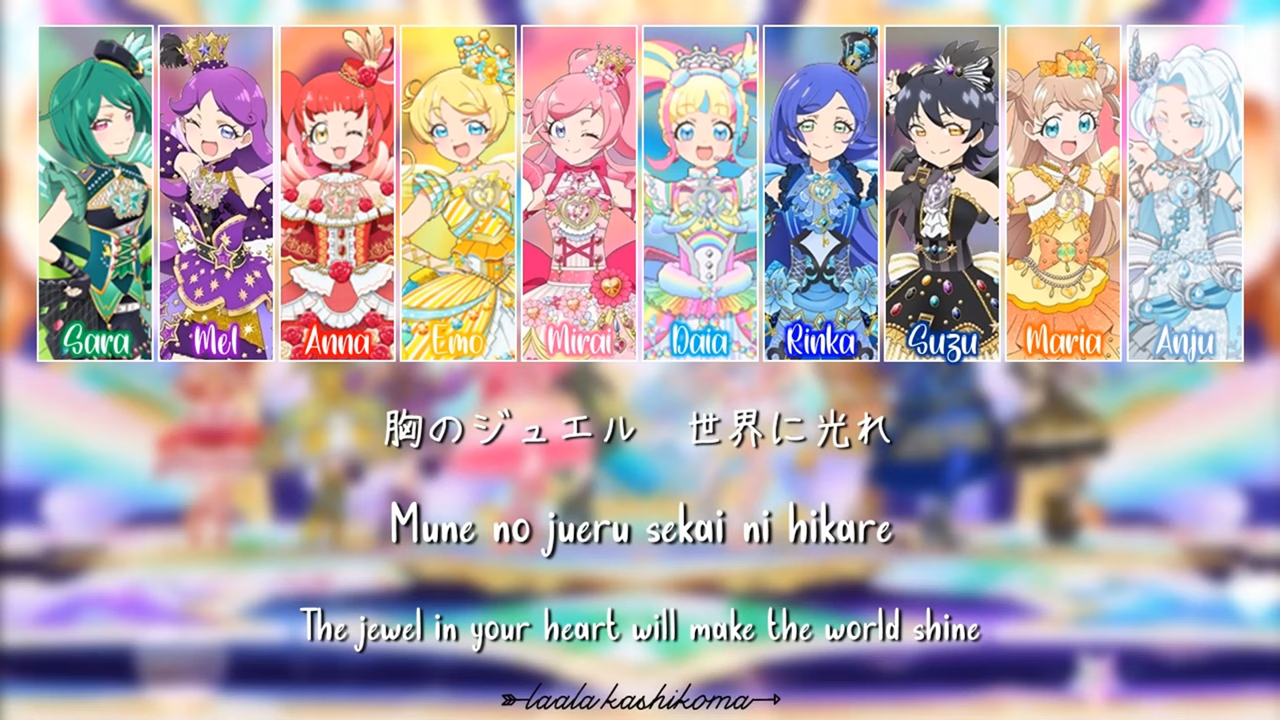 Sara Mel Anna Emo Mirai Daia Rinka Suzu Maria Anju
胸のジュエル　世界に光れ
Mune no jueru sekai ni hikare
The jewel in your heart will make the world shine
laala kashikoma